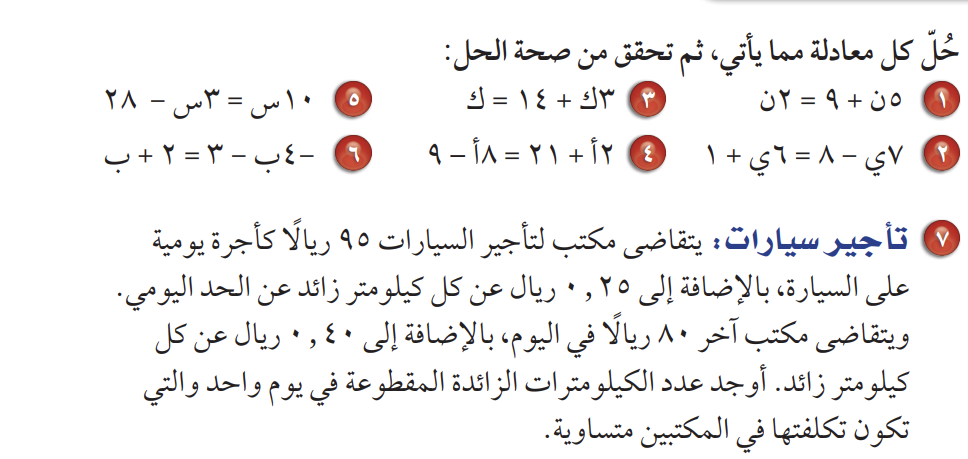 حُلّ كل معادلة مما يأتي، ثم تحقق من صحة الحل:
١ ٥ن + ٩ = ٢ن ٣ ٣ك + ١٤ = ك ٥ ١٠س = ٣س – ٢٨
٢ ٧ي – ٨ = ٦ي + ١ ٤ ٢أ + ٢١ = ٨أ – ٩ ٦ –٤ب – ٣ = ٢ + ب
٧ تأجير سيارات: يتقاضى مكتب لتأجير السيارات ٩٥ ريالًا كأجرة يومية
على السيارة، بالإضافة إلى ٠,٢٥ ريال عن كل كيلومتر زائد عن الحد اليومي.
ويتقاضى مكتب آخر ٨٠ ريالًا في اليوم، بالإضافة إلى ٠,٤٠ ريال عن كل
كيلومتر زائد. أوجد عدد الكيلومترات الزائدة المقطوعة في يوم واحد والتي
تكون تكلفتها في المكتبين متساوية.